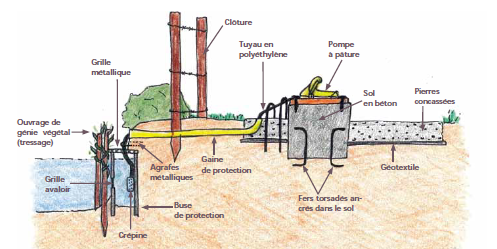 Clôture
Grille
métallique
Tuyau en
polyéthylène
Pompe
à pâture
Sol
en béton
Pierres
concassées
Ouvrage de
génie végétal
(tressage)
Grille
avaloir
Agrafes
métalliques
Gaine
de protection
Géotextile
Buse
de protection
Fers torsadés an-
crés dans le sol
Crépine